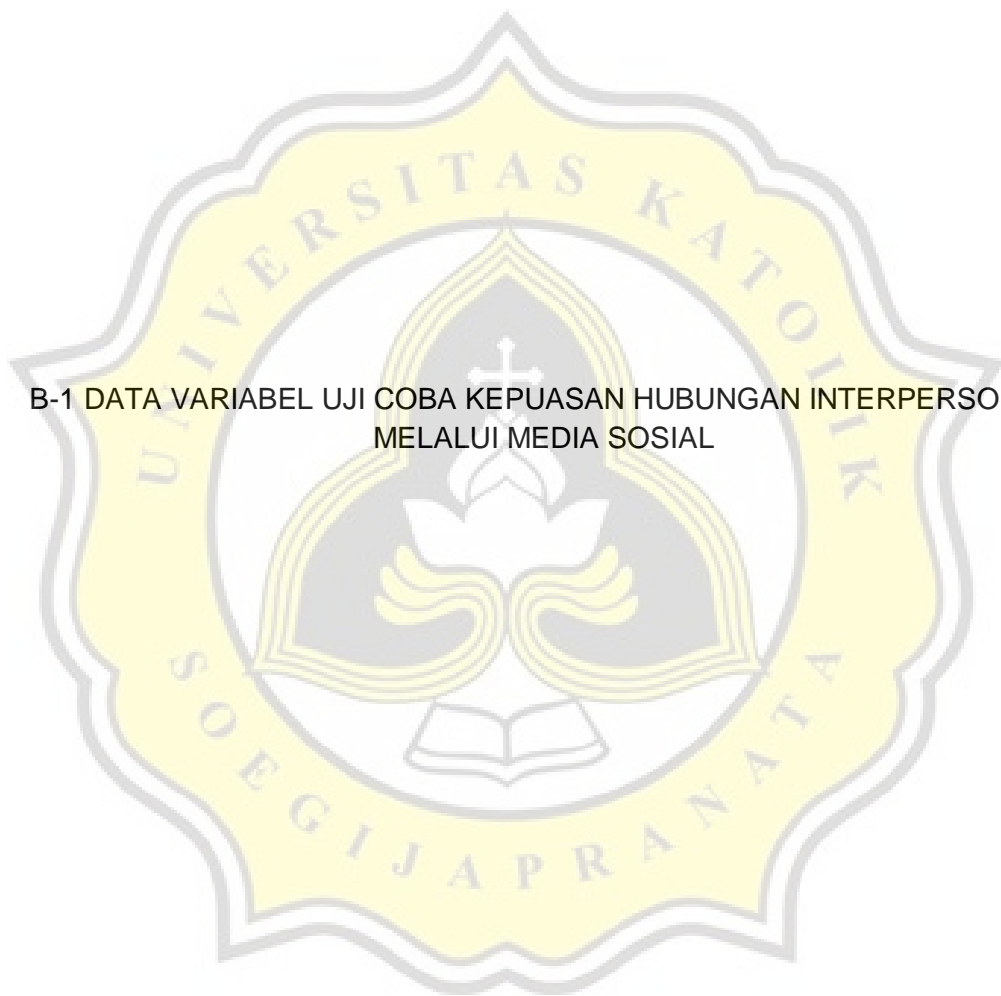 UNIVERSITAS KATOLIK
B-1 DATA VARIABEL UJI COBA KEPUASAN HUBUNGAN INTERPERSO
MELALUI MEDIA SOSIAL
SOEGIJAPRANATA